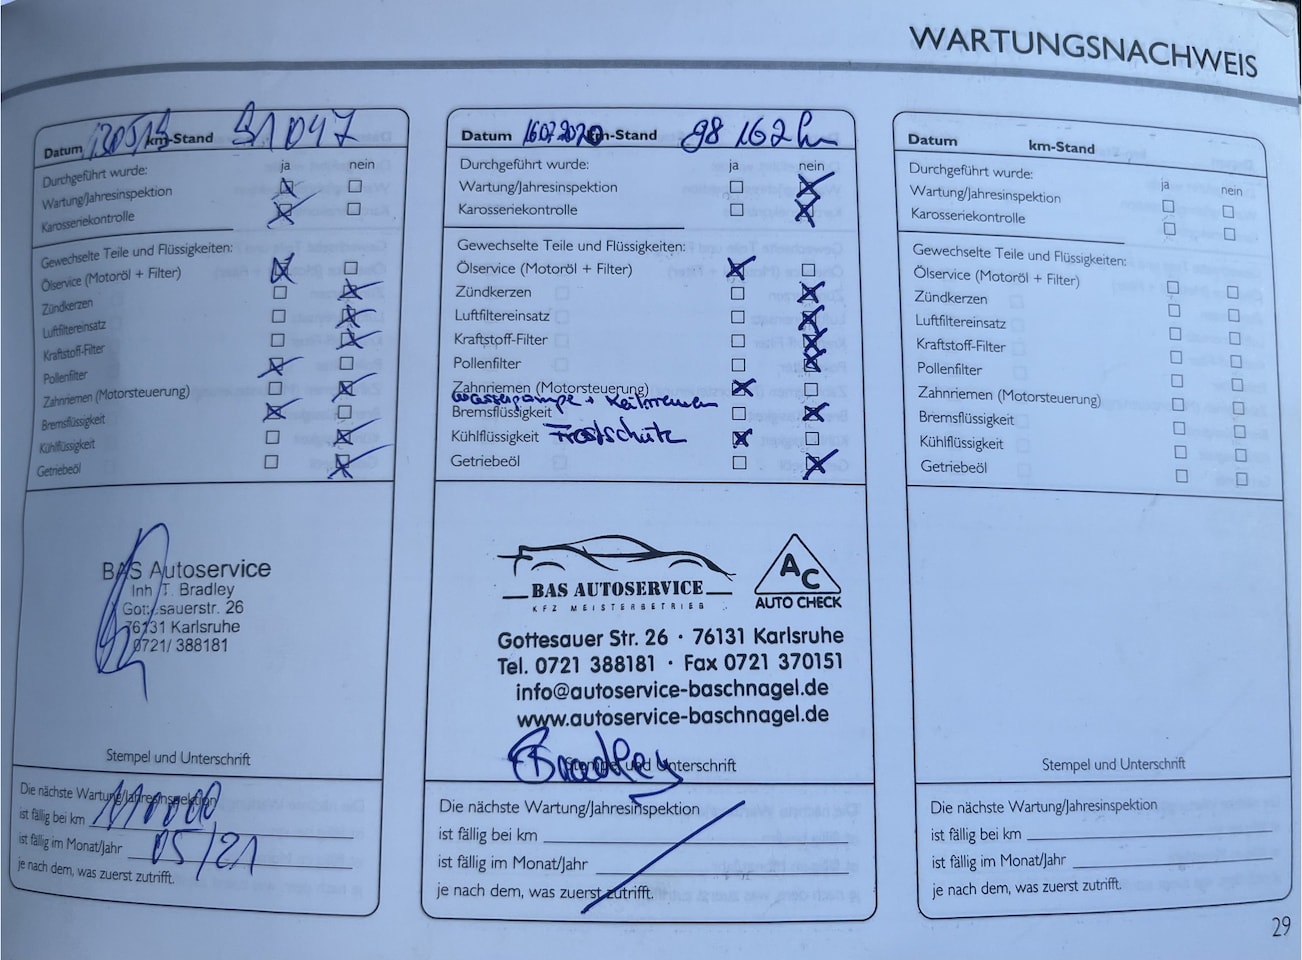 WARTUNGSNACHWEIS
Datum 130519 km-Stand 91047
Durchgeführt wurde: ja nein
Wartung/Jahresinspektion
Karosseriekontrolle
Gewechselte Teile und Flüssigkeiten:
Ölservice (Motoröl + Filter)
Zündkerzen
Luftfiltereinsatz
Kraftstoff-Filter
Pollenfilter
Zahnriemen (Motorsteuerung)
Bremsflüssigkeit
Kühlflüssigkeit
Getriebeöl
BAS Autoservice
Inh. T. Bradley
Gottesauerstr. 26
76131 Karlsruhe
0721/ 388181
Stempel und Unterschrift
Die nächste Wartung/Jahresinspektion
ist fällig bei km 110000
ist fällig im Monat/Jahr 05/21
je nach dem, was zuerst zutrifft.
Datum 16072020 km-Stand 98162 km
Durchgeführt wurde: ja nein
Wartung/Jahresinspektion
Karosseriekontrolle
Gewechselte Teile und Flüssigkeiten:
Ölservice (Motoröl + Filter)
Zündkerzen
Luftfiltereinsatz
Kraftstoff-Filter
Pollenfilter
Zahnriemen (Motorsteuerung)
Wasserpumpe + Keilriemen
Bremsflüssigkeit
Kühlflüssigkeit Frostschutz
Getriebeöl
BAS AUTOSERVICE
KFZ MEISTERBETRIEB
AC
AUTO CHECK
Gottesauer Str. 26 · 76131 Karlsruhe
Tel. 0721 388181 · Fax 0721 370151
info@autoservice-baschnagel.de
www.autoservice-baschnagel.de
Bradley
Stempel und Unterschrift
Die nächste Wartung/Jahresinspektion
ist fällig bei km
ist fällig im Monat/Jahr
je nach dem, was zuerst zutrifft.
Datum km-Stand
Durchgeführt wurde: ja nein
Wartung/Jahresinspektion
Karosseriekontrolle
Gewechselte Teile und Flüssigkeiten:
Ölservice (Motoröl + Filter)
Zündkerzen
Luftfiltereinsatz
Kraftstoff-Filter
Pollenfilter
Zahnriemen (Motorsteuerung)
Bremsflüssigkeit
Kühlflüssigkeit
Getriebeöl
Stempel und Unterschrift
Die nächste Wartung/Jahresinspektion
ist fällig bei km
ist fällig im Monat/Jahr
je nach dem, was zuerst zutrifft.
29